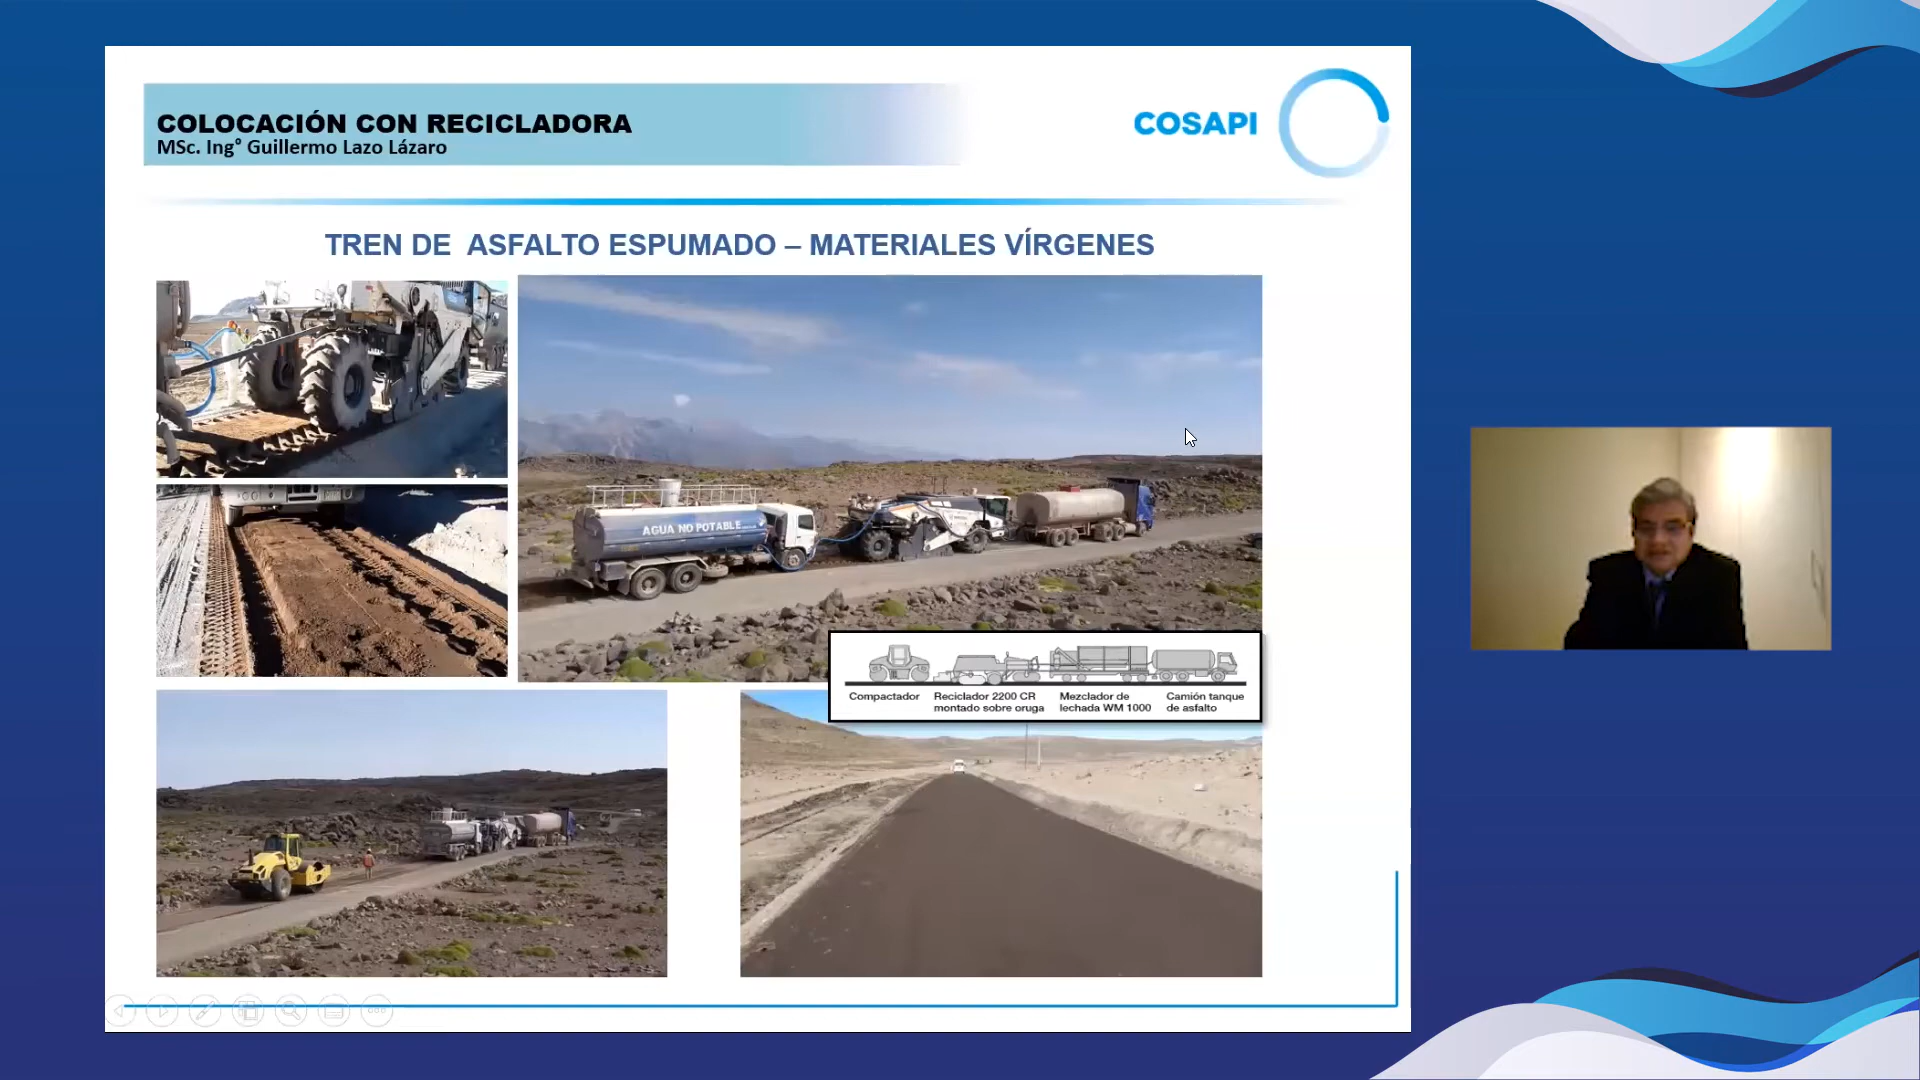 COLOCACIÓN CON RECICLADORA
MSc. Ing° Guillermo Lazo Lázaro
COSAPI
TREN DE  ASFALTO ESPUMADO – MATERIALES VÍRGENES
AGUA NO POTABLE
Compactador
Reciclador 2200 CR
montado sobre oruga
Mezclador de
lechada WM 1000
Camión tanque
de asfalto